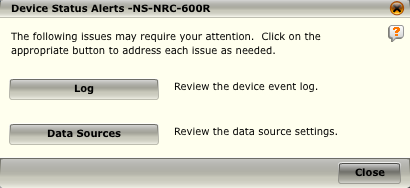 Device Status Alerts -NS-NRC-600R
The following issues may require your attention. Click on the
appropriate button to address each issue as needed.
?
Log
Review the device event log.
Data Sources
Review the data source settings.
Close